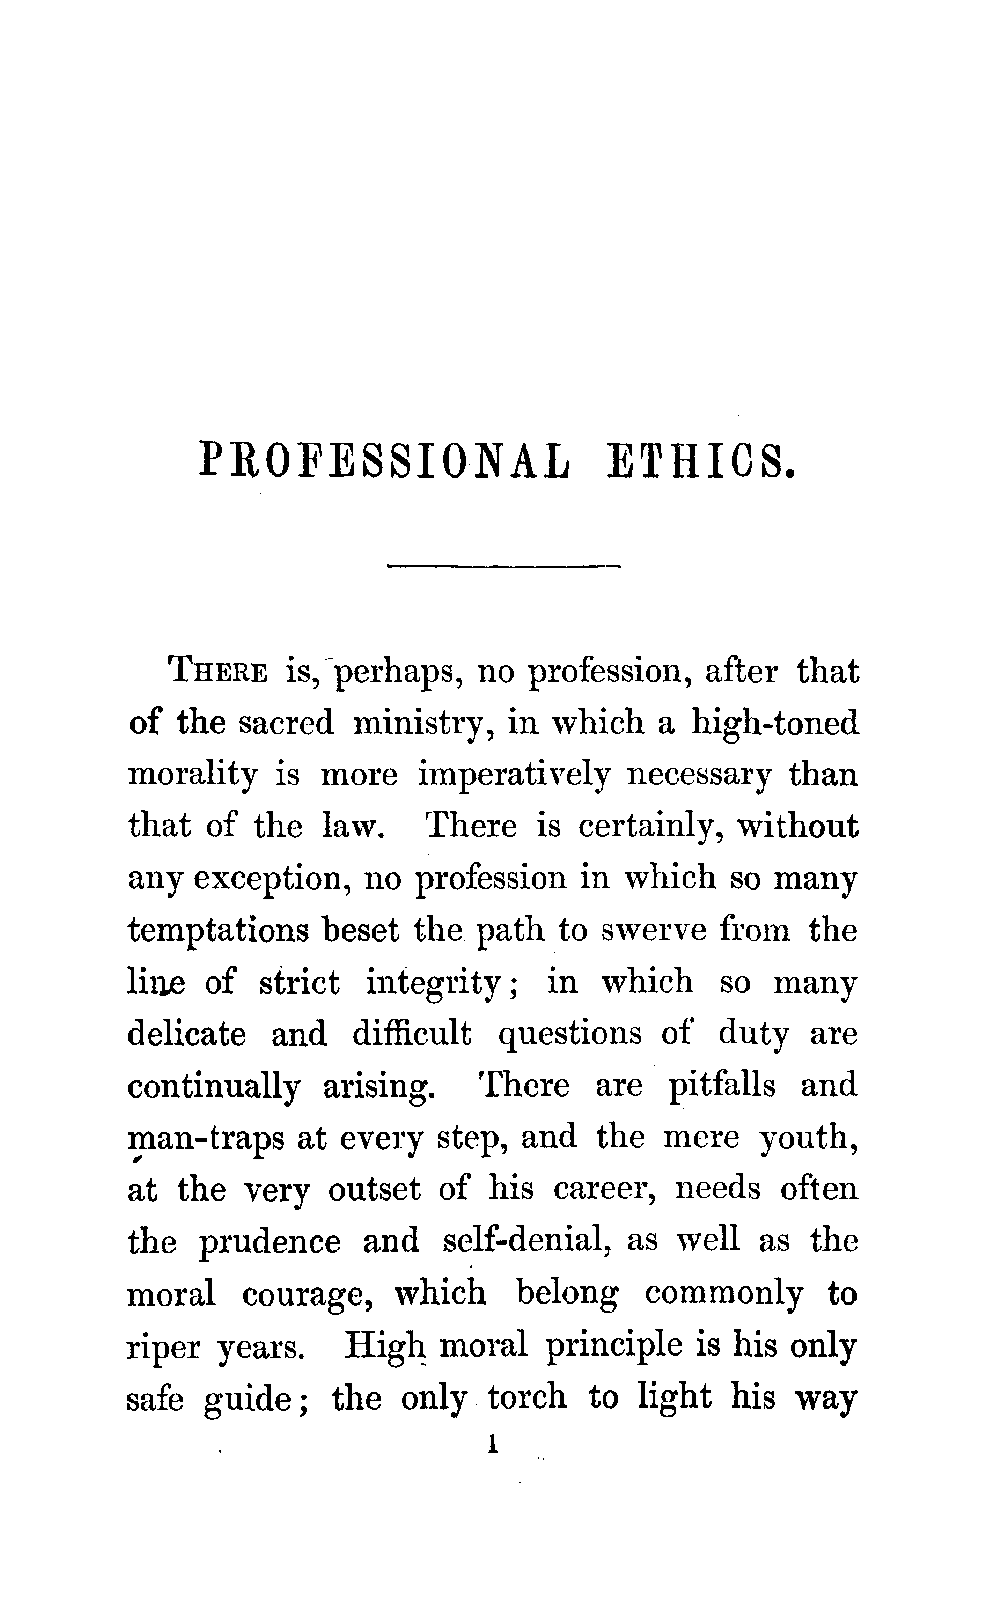 PROFESSIONAL ETHICS.
THERE is, perhaps, no profession, after that
of the sacred ministry, in which a high-toned
morality is more imperatively necessary than
that of the law. There is certainly, without
any exception, no profession in which so many
temptations beset the path to swerve from the
line of strict integrity; in which so many
delicate and difficult questions of duty are
continually arising. There are pitfalls and
man-traps at every step, and the mere youth,
at the very outset of his career, needs often
the prudence and self-denial, as well as the
moral courage, which belong commonly to
riper years. High moral principle is his only
safe guide; the only torch to light his way
1